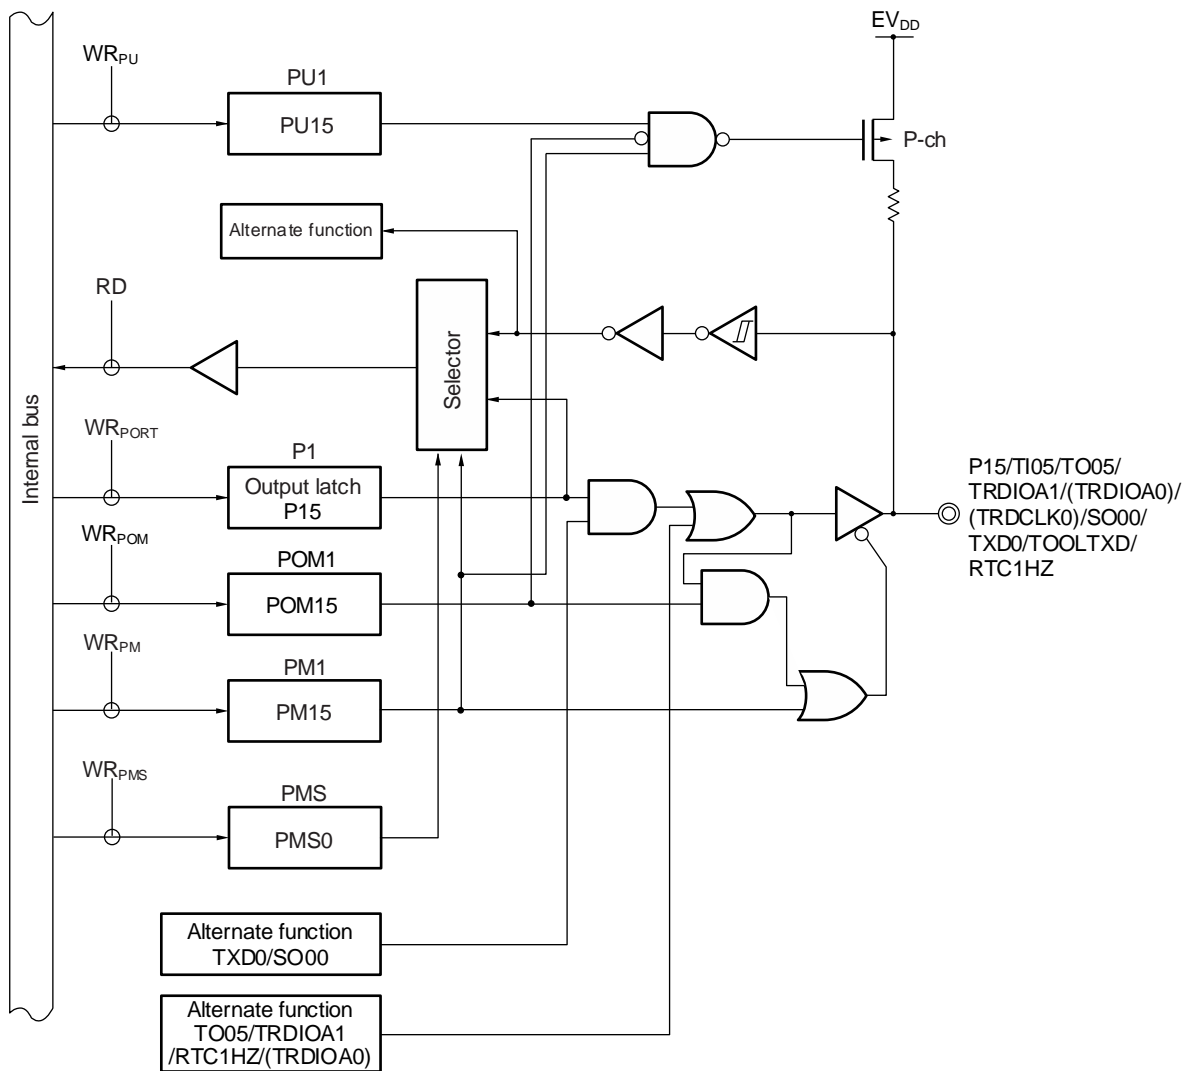 EVDD
WRPU
PU1
PU15
P-ch
Alternate function
RD
Selector
Internal bus
WRPORT
P1
Output latch
P15
P15/TI05/TO05/
TRDIOA1/(TRDIOA0)/
(TRDCLK0)/SO00/
TXD0/TOOLTXD/
RTC1HZ
WRPOM
POM1
POM15
WRPM
PM1
PM15
WRPMS
PMS
PMS0
Alternate function
TXD0/SO00
Alternate function
TO05/TRDIOA1
/RTC1HZ/(TRDIOA0)